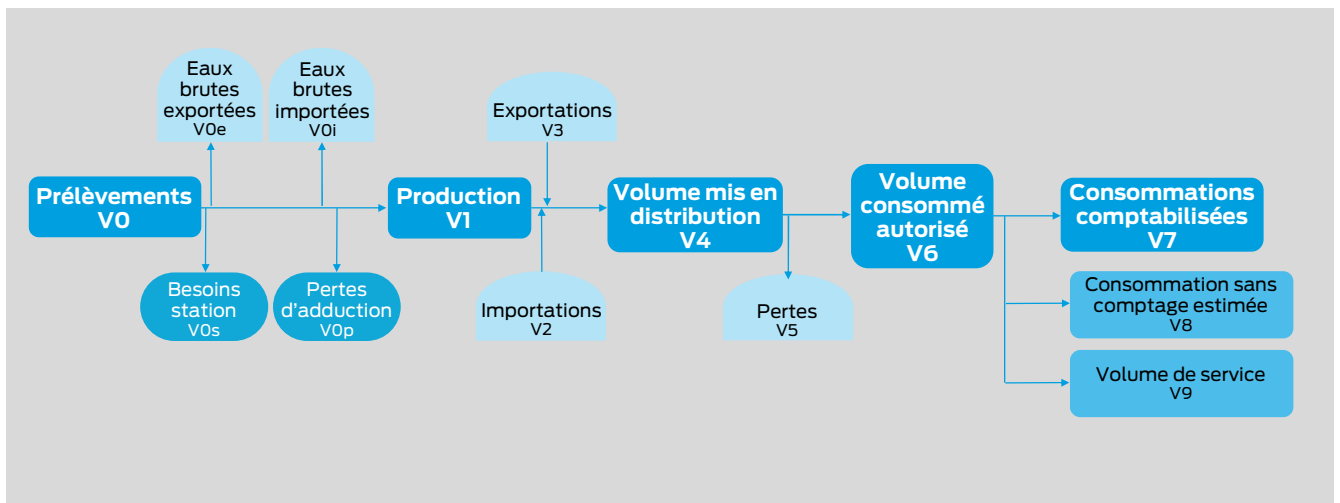 Eaux
brutes
exportées
V0e
Eaux
brutes
importées
V0i
Exportations
V3
Prélèvements
V0
Production
V1
Volume mis en
distribution
V4
Volume
consommé
autorisé
V6
Consommations
comptabilisées
V7
Besoins
station
V0s
Pertes
d'adduction
V0p
Importations
V2
Pertes
V5
Consommation sans
comptage estimée
V8
Volume de service
V9